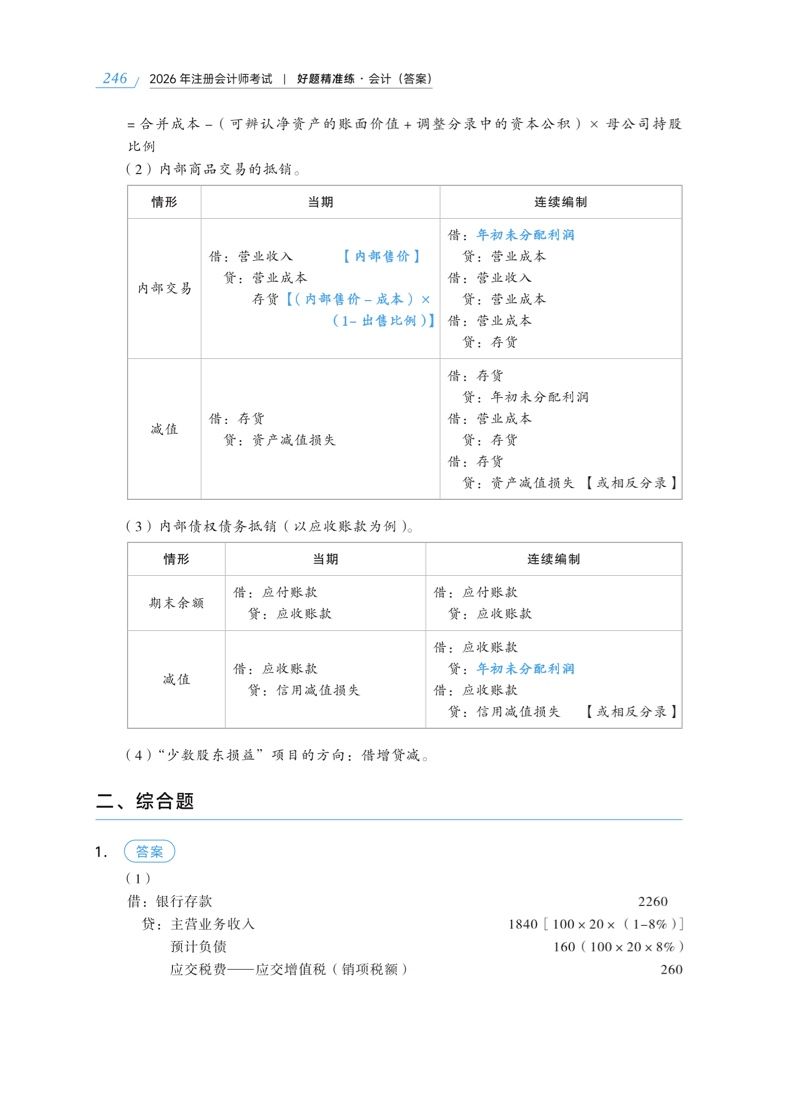 246 2026 年注册会计师考试 | 好题精准练·会计（答案）
=合并成本-（可辨认净资产的账面价值+调整分录中的资本公积）×母公司持股
比例
（2）内部商品交易的抵销。
情形 当期 连续编制
内部交易
借：营业收入 【内部售价】
贷：营业成本
存货【（内部售价-成本）×
（1-出售比例）】
借：年初未分配利润
贷：营业成本
借：营业收入
贷：营业成本
借：营业成本
贷：存货
减值
借：存货
贷：资产减值损失
借：存货
贷：年初未分配利润
借：营业成本
贷：存货
借：存货
贷：资产减值损失 【或相反分录】
（3）内部债权债务抵销（以应收账款为例）。
情形 当期 连续编制
期末余额
借：应付账款
贷：应收账款
借：应付账款
贷：应收账款
减值
借：应收账款
贷：信用减值损失
借：应收账款
贷：年初未分配利润
借：应收账款
贷：信用减值损失 【或相反分录】
（4）“少数股东损益”项目的方向：借增贷减。
二、综合题
1. 答案
（1）
借：银行存款 2260
贷：主营业务收入 1840［100×20×（1-8%）］
预计负债 160（100×20×8%）
应交税费——应交增值税（销项税额） 260